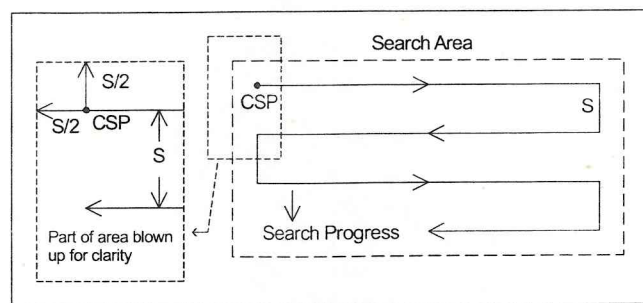 Search Area
S/2
CSP
S/2
CSP
S
S
Search Progress
Part of area blown
up for clarity